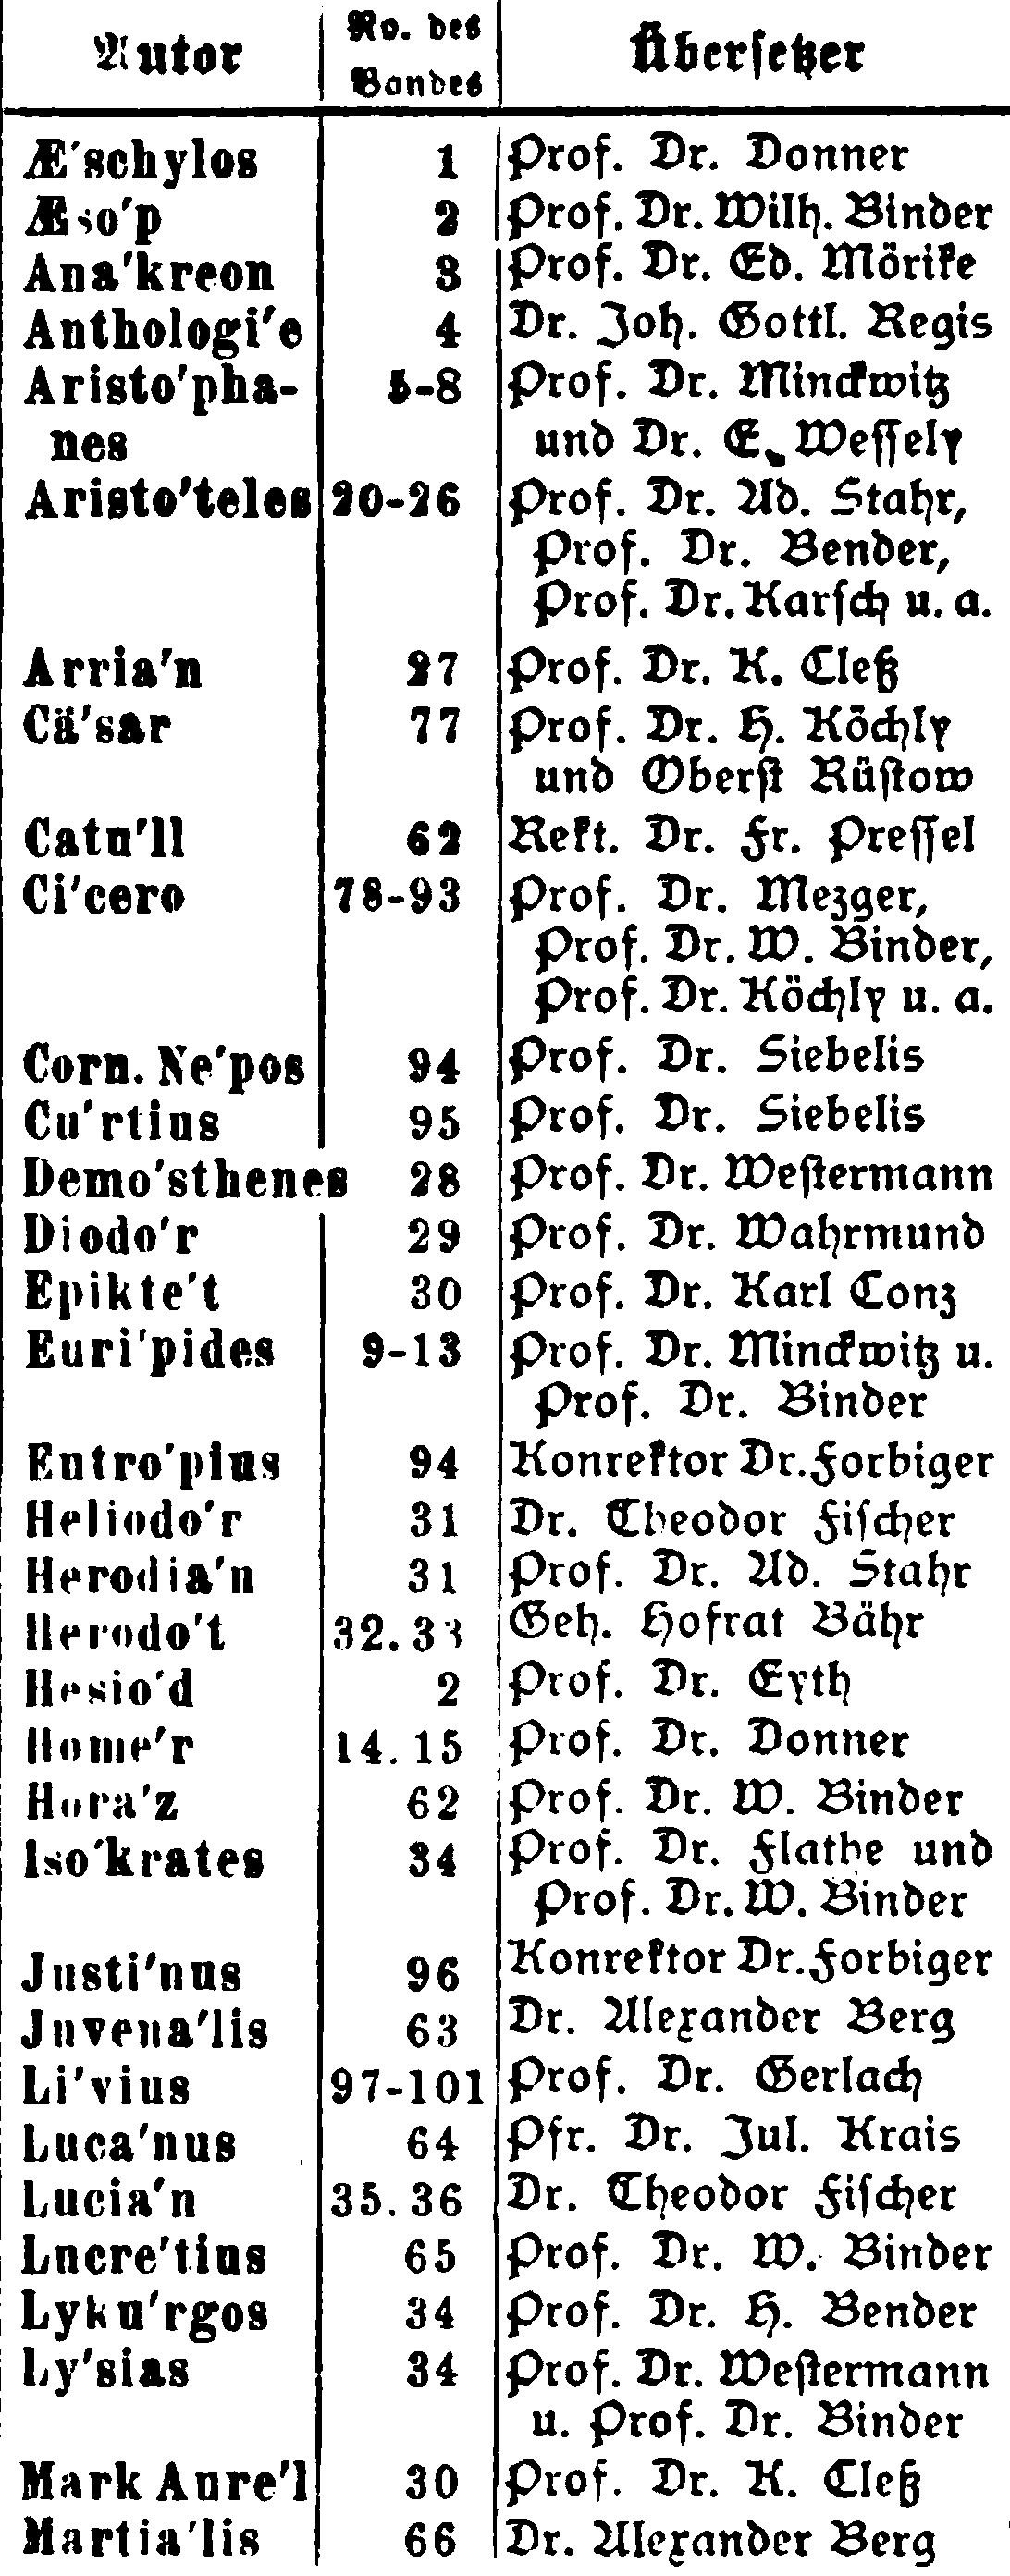 Autor No. des Bandes Übersetzer
Æ'schylos 1 Prof. Dr. Donner
Æso'p 2 Prof. Dr. Wilh. Binder
Ana'kreon 3 Prof. Dr. Ed. Mörike
Anthologi'e 4 Dr. Joh. Gottl. Regis
Aristo'pha- 5-8 Prof. Dr. Minckwitz
nes und Dr. E. Weſſely
Aristo'teles 20-26 Prof. Dr. Ad. Stahr,
Prof. Dr. Bender,
Prof. Dr. Karſch u. a.
Arria'n 27 Prof. Dr. K. Cleß
Cä'sar 77 Prof. Dr. H. Köchly
und Oberſt Rüſtow
Catu'll 62 Rekt. Dr. Fr. Preſſel
Ci'cero 78-93 Prof. Dr. Mezger,
Prof. Dr. W. Binder,
Prof. Dr. Köchly u. a.
Corn. Ne'pos 94 Prof. Dr. Siebelis
Cu'rtius 95 Prof. Dr. Siebelis
Demo'sthenes 28 Prof. Dr. Weſtermann
Diodo'r 29 Prof. Dr. Wahrmund
Epikte't 30 Prof. Dr. Karl Conz
Euri'pides 9-13 Prof. Dr. Minckwitz u.
Prof. Dr. Binder
Eutro'pius 94 Konrektor Dr. Forbiger
Heliodo'r 31 Dr. Theodor Fiſcher
Herodia'n 31 Prof. Dr. Ad. Stahr
Herodo't 32. 33 Geh. Hofrat Bähr
Hesio'd 2 Prof. Dr. Eyth
Home'r 14. 15 Prof. Dr. Donner
Hora'z 62 Prof. Dr. W. Binder
Iso'krates 34 Prof. Dr. Flathe und
Prof. Dr. W. Binder
Justi'nus 96 Konrektor Dr. Forbiger
Juvena'lis 63 Dr. Alexander Berg
Li'vius 97-101 Prof. Dr. Gerlach
Luca'nus 64 Pfr. Dr. Jul. Krais
Lucia'n 35. 36 Dr. Theodor Fiſcher
Lucre'tius 65 Prof. Dr. W. Binder
Lyku'rgos 34 Prof. Dr. H. Bender
Ly'sias 34 Prof. Dr. Weſtermann
u. Prof. Dr. Binder
Mark Aure'l 30 Prof. Dr. K. Cleß
Martia'lis 66 Dr. Alexander Berg